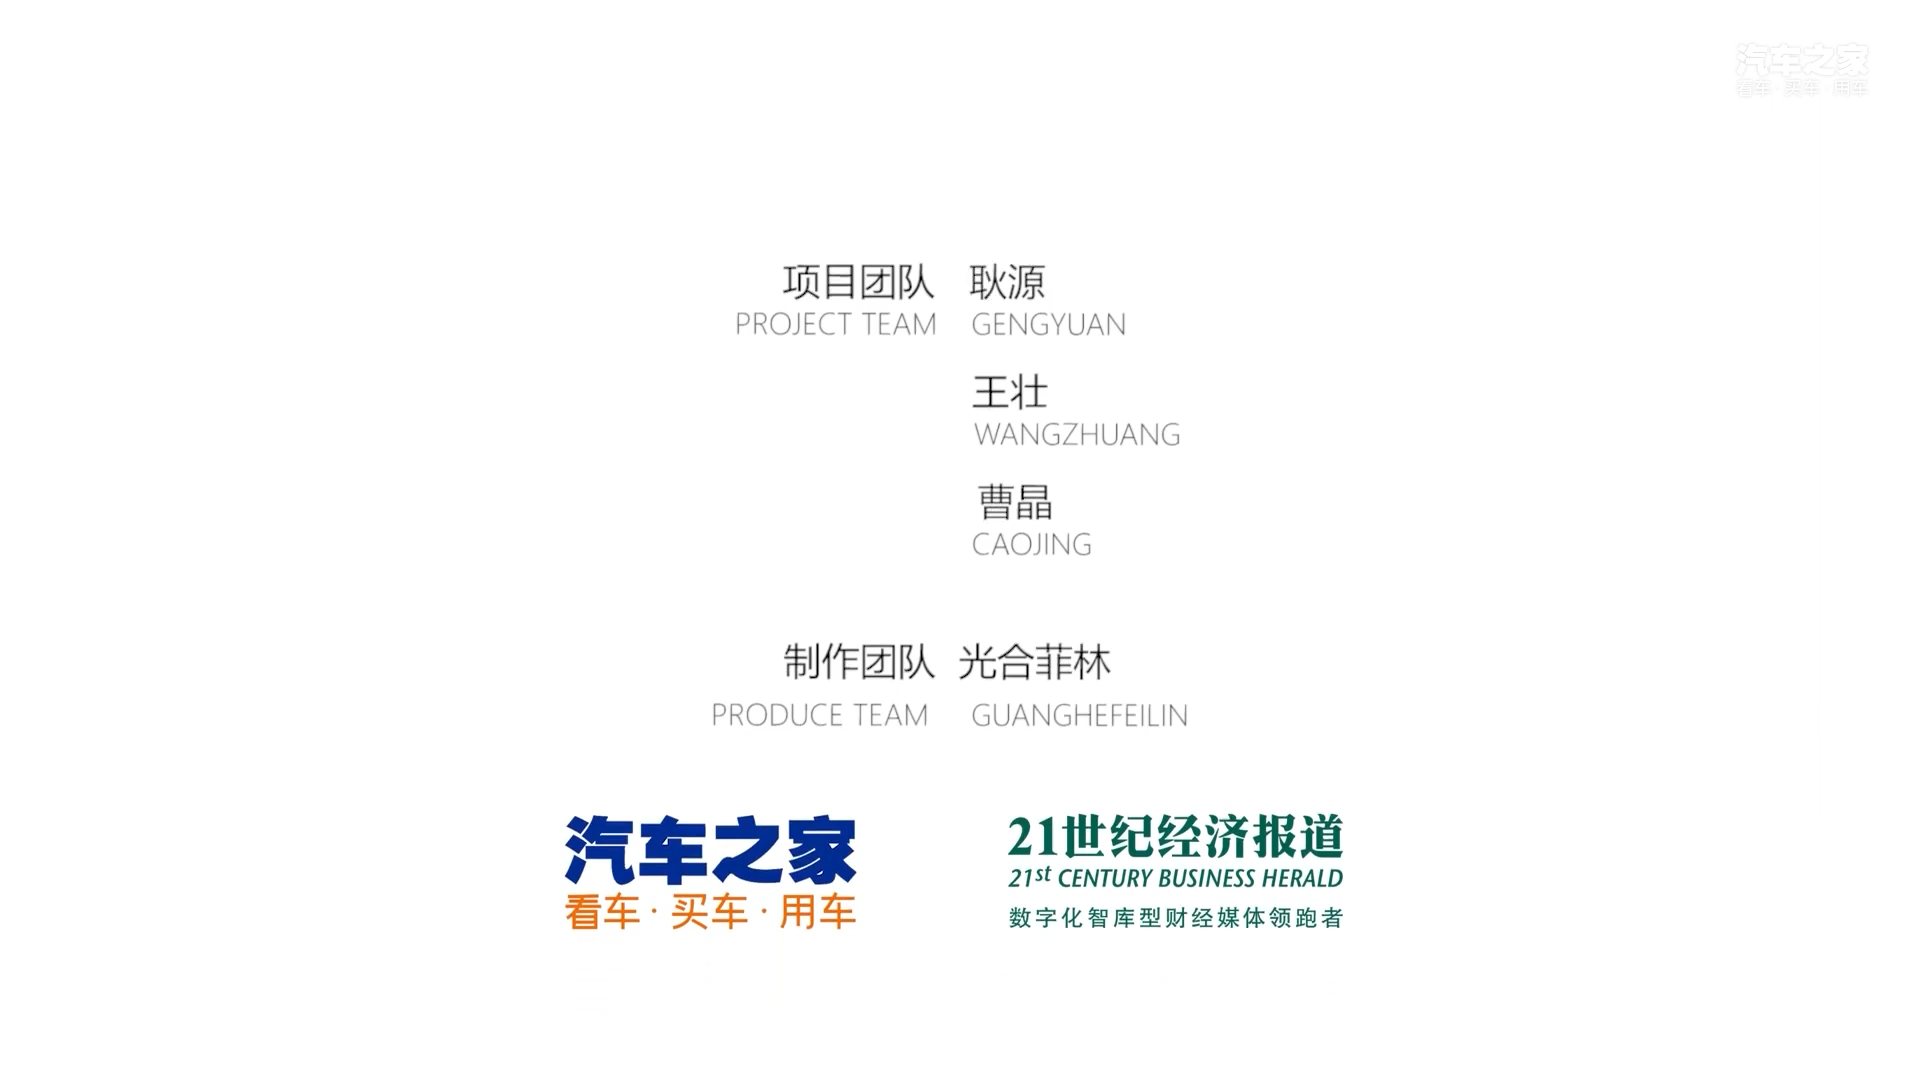 汽车之家
看车·买车·用车
项目团队 耿源
PROJECT TEAM GENGYUAN
王壮
WANGZHUANG
曹晶
CAOJING
制作团队 光合菲林
PRODUCE TEAM GUANGHEFEILIN
汽车之家
看车·买车·用车
21世纪经济报道
21st CENTURY BUSINESS HERALD
数字化智库型财经媒体领跑者